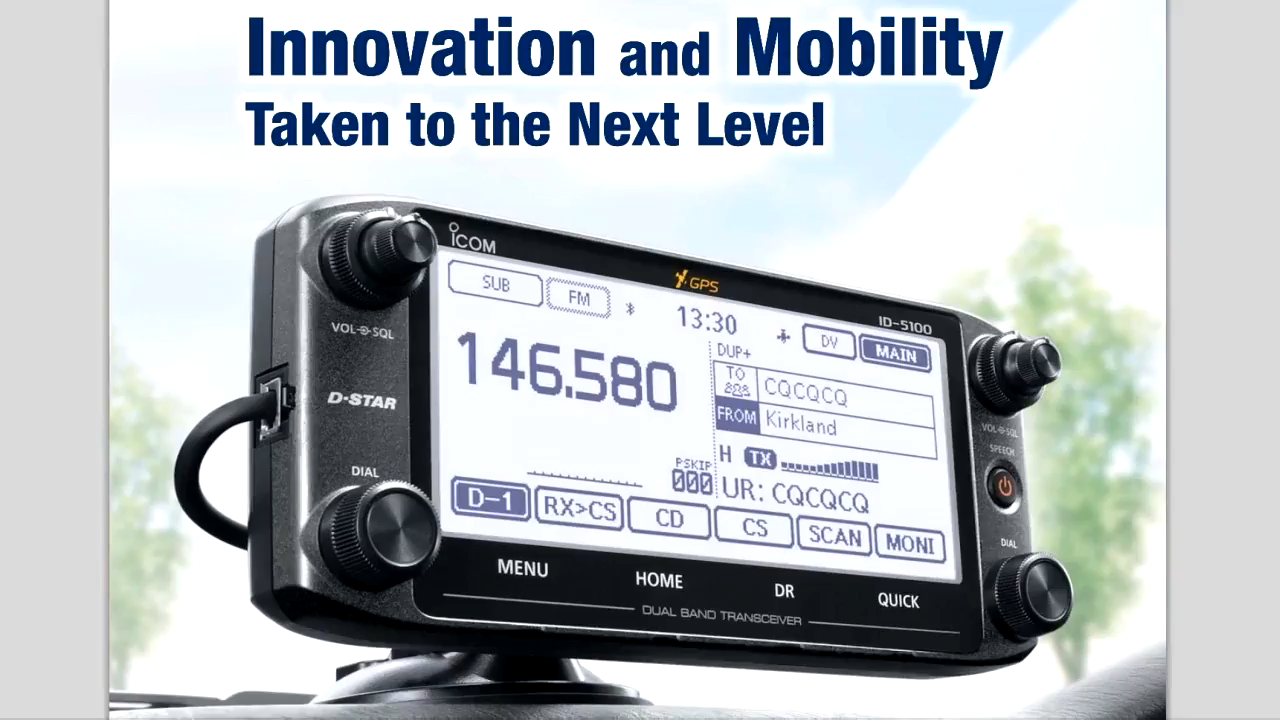 Innovation and Mobility
Taken to the Next Level
ICOM
GPS
ID-5100
SUB
FM
13:30
DV
MAIN
VOL SQL
146.580
DUP+
TO
CQCQCQ
FROM
Kirkland
D-STAR
VOL SQL
SPEECH
H
TX
PSKIP
000
UR: CQCQCQ
DIAL
D-1
RX>CS
CD
CS
SCAN
MONI
DIAL
MENU
HOME
DR
QUICK
DUAL BAND TRANSCEIVER